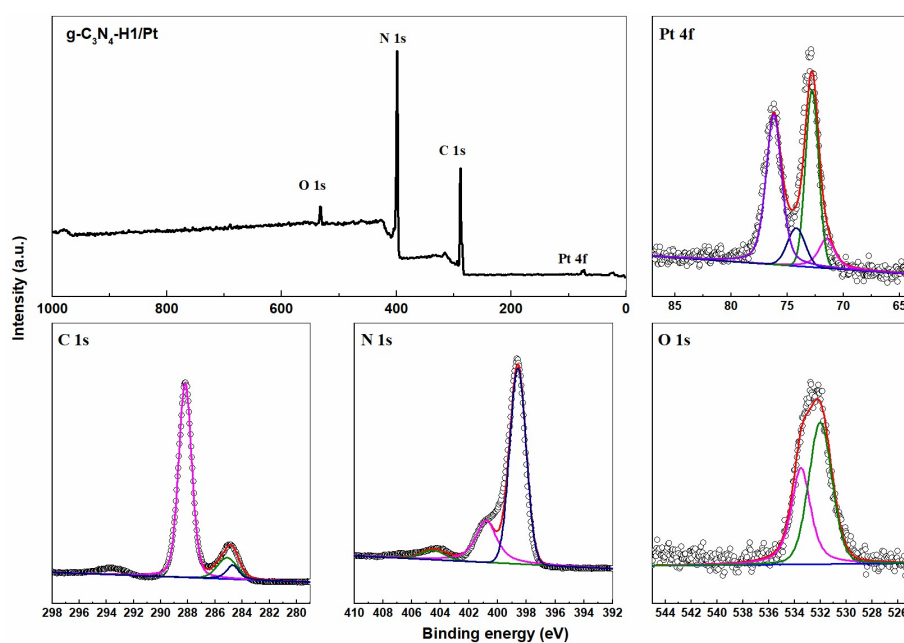 g-C₃N₄-H1/Pt
N 1s
C 1s
O 1s
Pt 4f
1000 800 600 400 200 0
Pt 4f
85 80 75 70 65
Intensity (a.u.)
C 1s
298 296 294 292 290 288 286 284 282 280
N 1s
410 408 406 404 402 400 398 396 394 392
O 1s
544 542 540 538 536 534 532 530 528 526
Binding energy (eV)